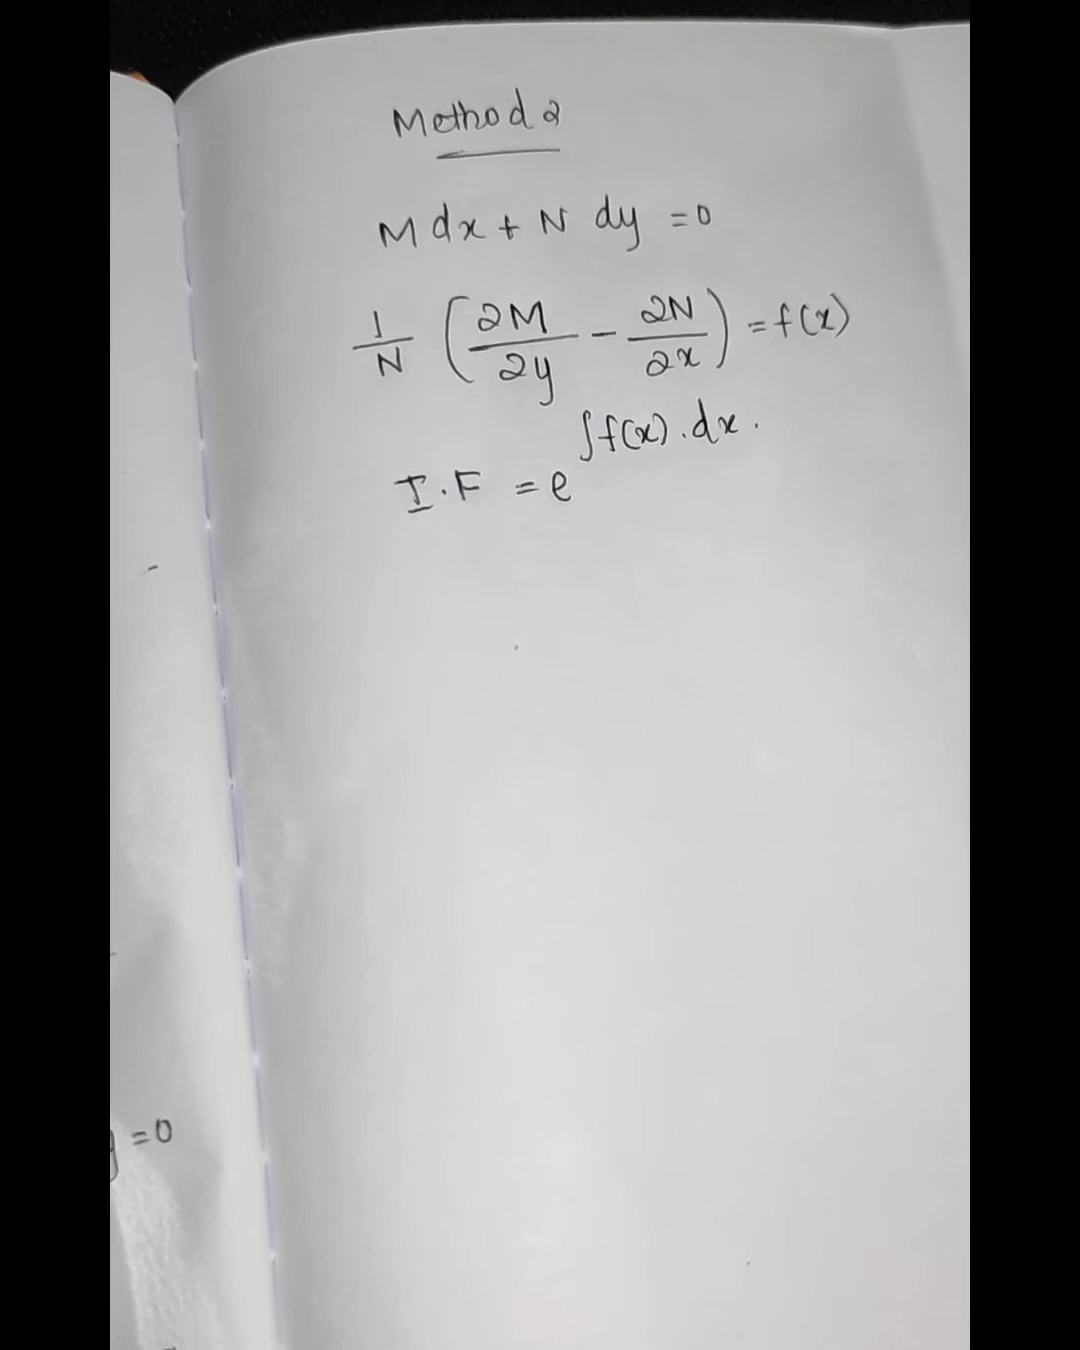 Method 2
M dx + N dy = 0
1/N (∂M/∂y - ∂N/∂x) = f(x)
I.F = e^∫f(x).dx.
=0